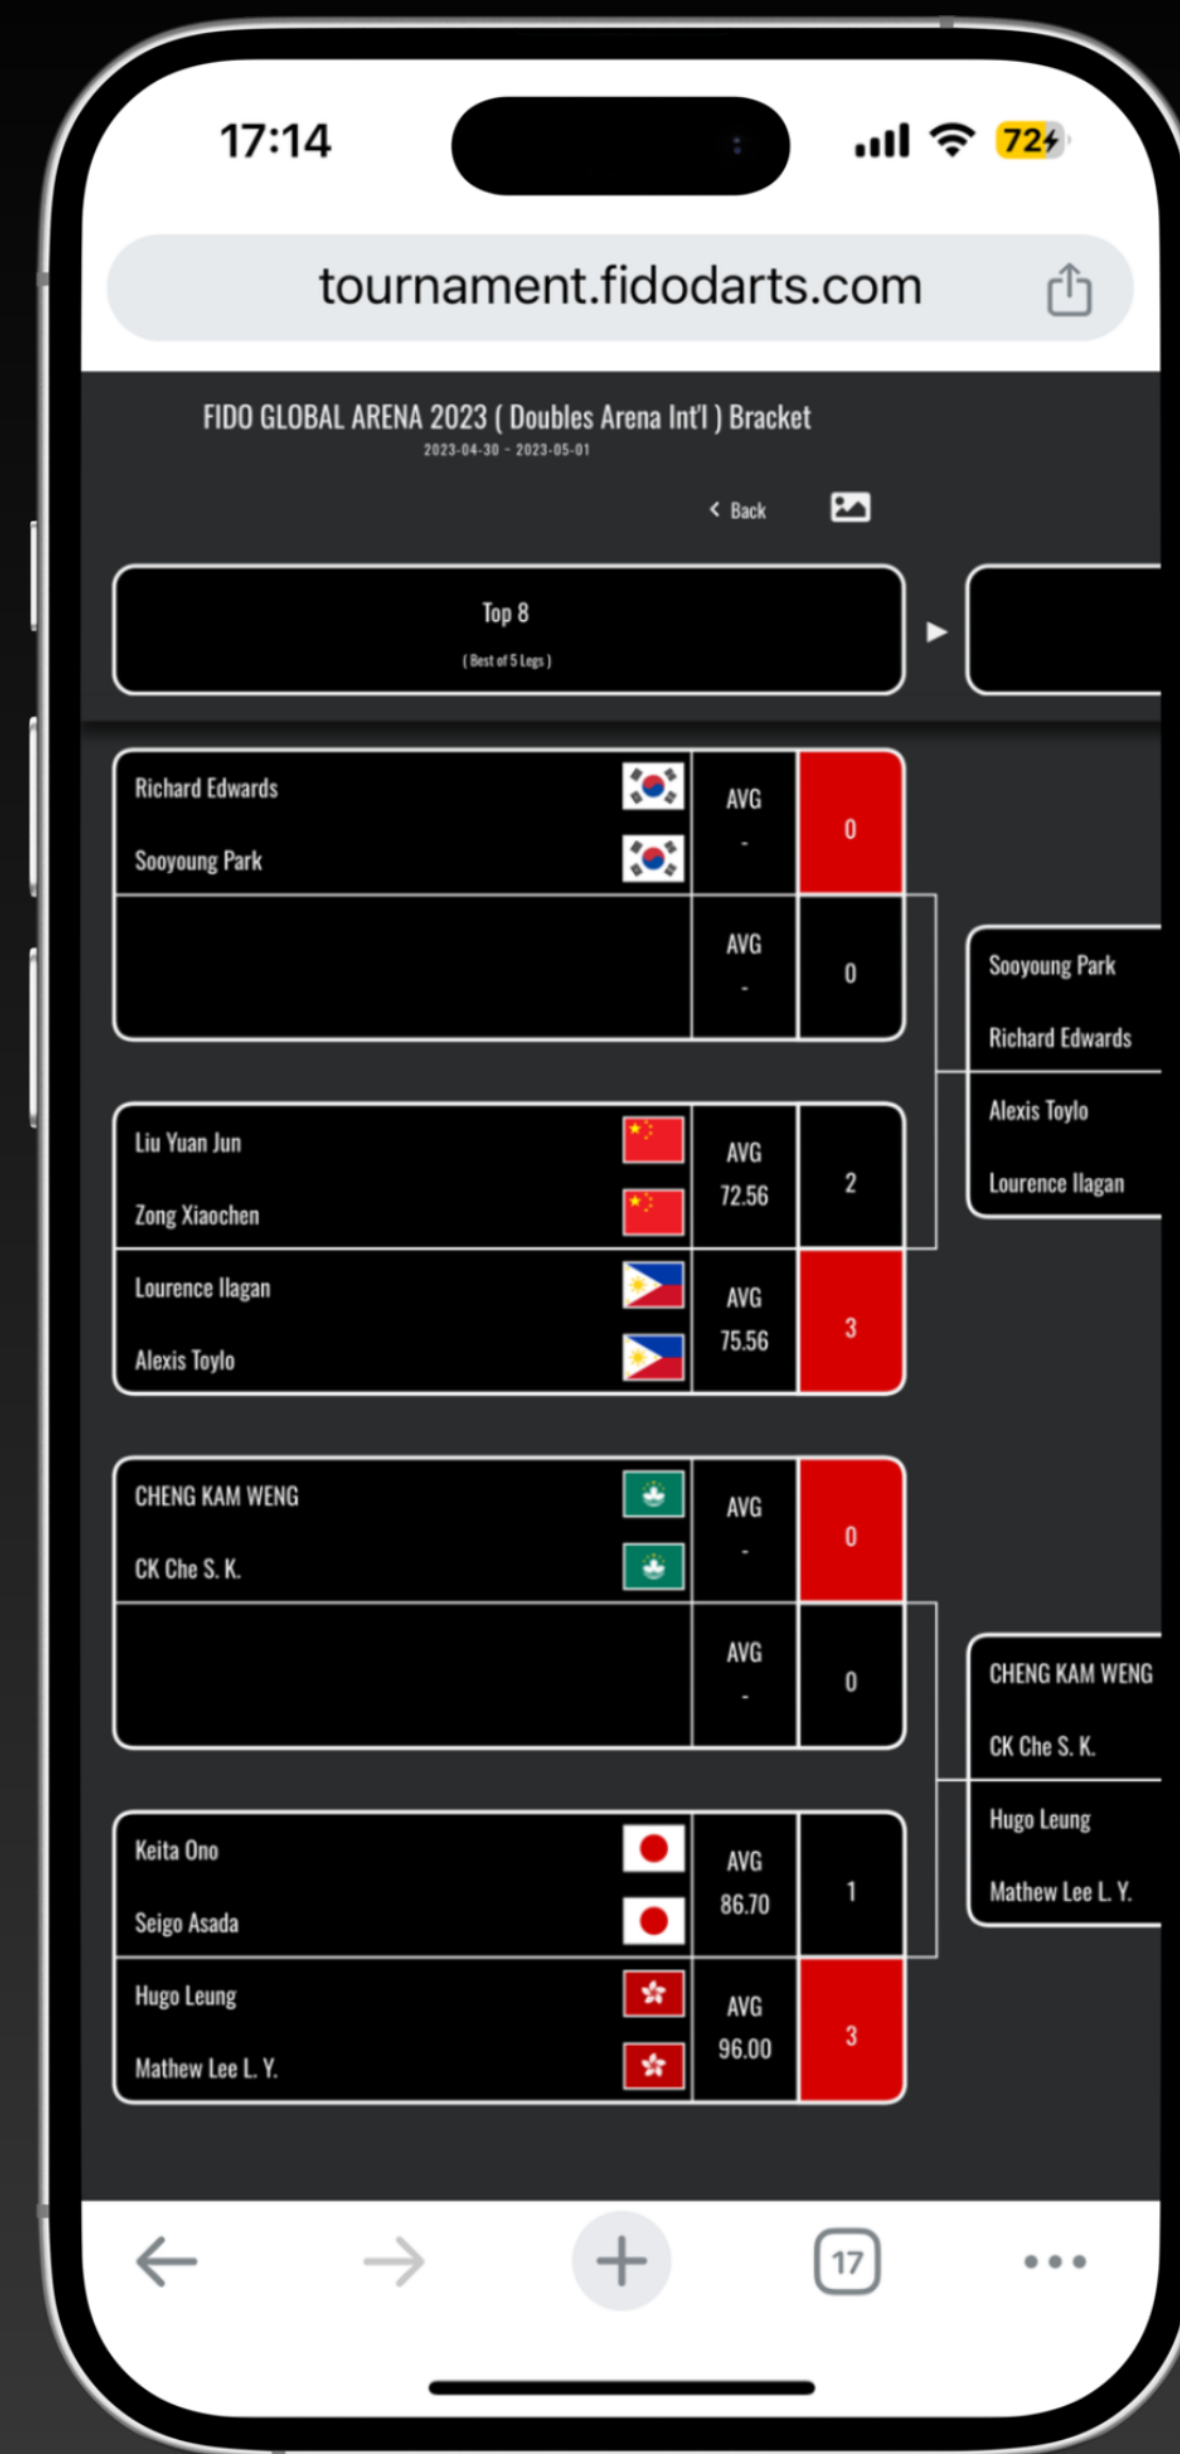 17:14
72
tournament.fidodarts.com
FIDO GLOBAL ARENA 2023 ( Doubles Arena Int'l ) Bracket
2023-04-30 ~ 2023-05-01
Back
Top 8
( Best of 5 Legs )
Richard Edwards
Sooyoung Park
AVG
-
0
AVG
-
0
Liu Yuan Jun
Zong Xiaochen
AVG
72.56
2
Lourence Ilagan
Alexis Toylo
AVG
75.56
3
Sooyoung Park
Richard Edwards
Alexis Toylo
Lourence Ilagan
CHENG KAM WENG
CK Che S. K.
AVG
-
0
AVG
-
0
Keita Ono
Seigo Asada
AVG
86.70
1
Hugo Leung
Mathew Lee L. Y.
AVG
96.00
3
CHENG KAM WENG
CK Che S. K.
Hugo Leung
Mathew Lee L. Y.
17